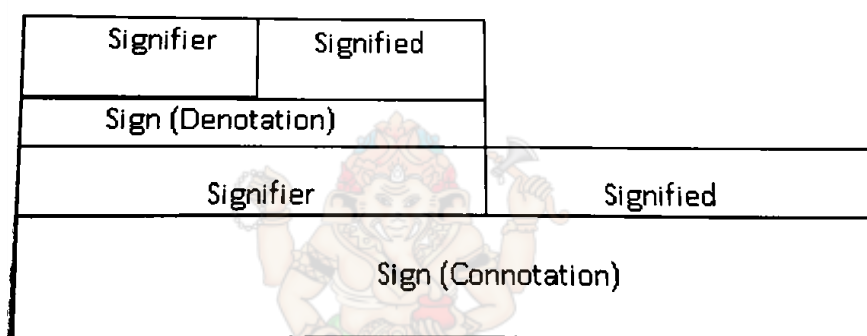 Signifier Signified
Sign (Denotation)
Signifier Signified
Sign (Connotation)